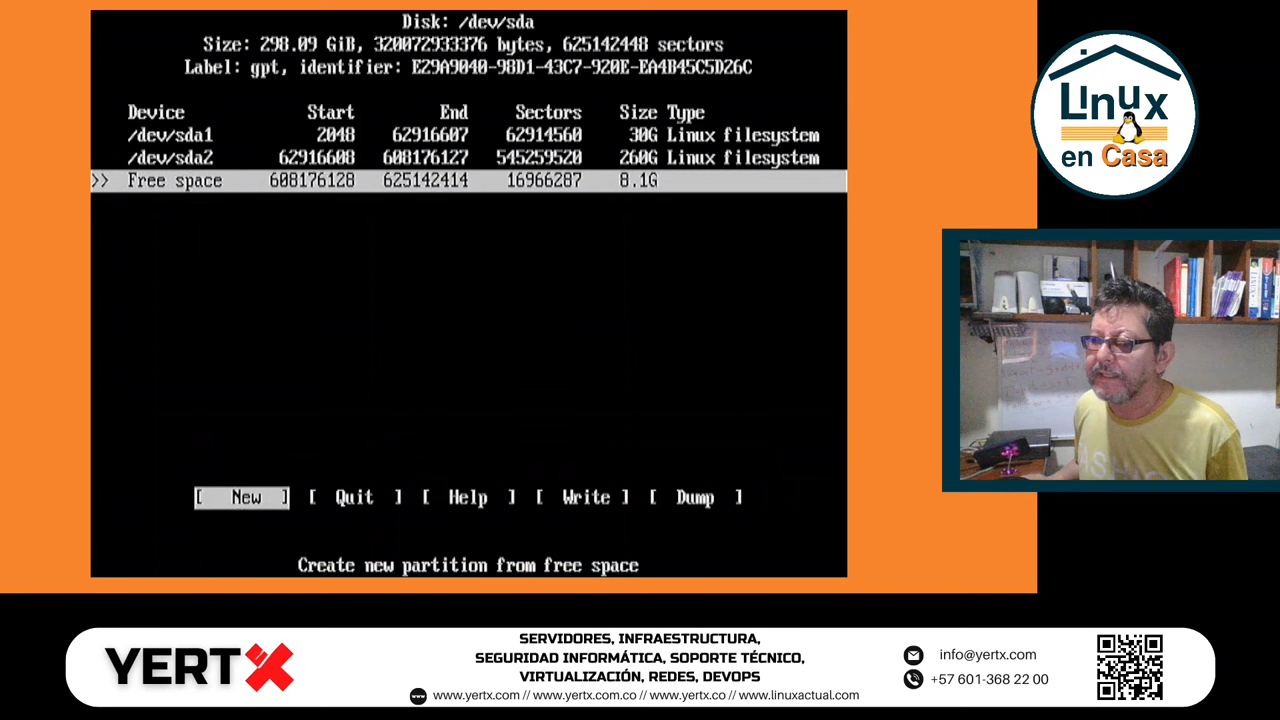 Disk: /dev/sda
Size: 298.09 GiB, 320072933376 bytes, 625142448 sectors
Label: gpt, identifier: E29A9040-98D1-43C7-920E-EA4B45C5D26C
Device Start End Sectors Size Type
/dev/sda1 2048 62916607 62914560 30G Linux filesystem
/dev/sda2 62916608 608176127 545259520 260G Linux filesystem
>> Free space 608176128 625142414 16966287 8.1G
[ New ] [ Quit ] [ Help ] [ Write ] [ Dump ]
Create new partition from free space
Linux
en Casa
YERTX
SERVIDORES, INFRAESTRUCTURA,
SEGURIDAD INFORMÁTICA, SOPORTE TÉCNICO,
VIRTUALIZACIÓN, REDES, DEVOPS
www.yertx.com // www.yertx.com.co // www.yertx.co // www.linuxactual.com
info@yertx.com
+57 601-368 22 00